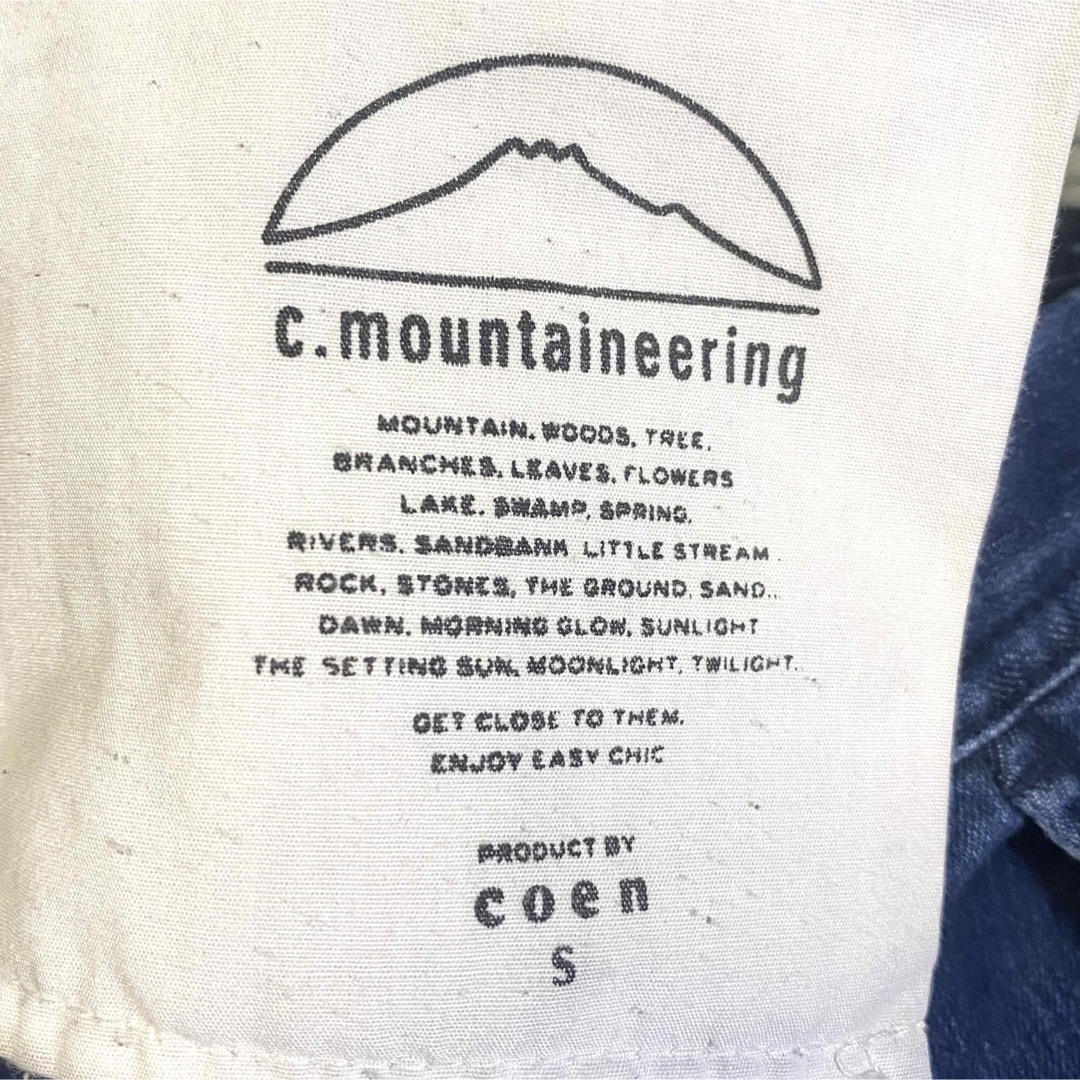 c.mountaineering
MOUNTAIN, WOODS, TREE,
BRANCHES, LEAVES, FLOWERS
LAKE, SWAMP, SPRING,
RIVERS, SANDBANK LITTLE STREAM.
ROCK, STONES, THE GROUND, SAND..
DAWN, MORNING GLOW, SUNLIGHT
THE SETTING SUN, MOONLIGHT, TWILIGHT..
GET CLOSE TO THEM.
ENJOY EASY CHIC
PRODUCT BY
coen
S